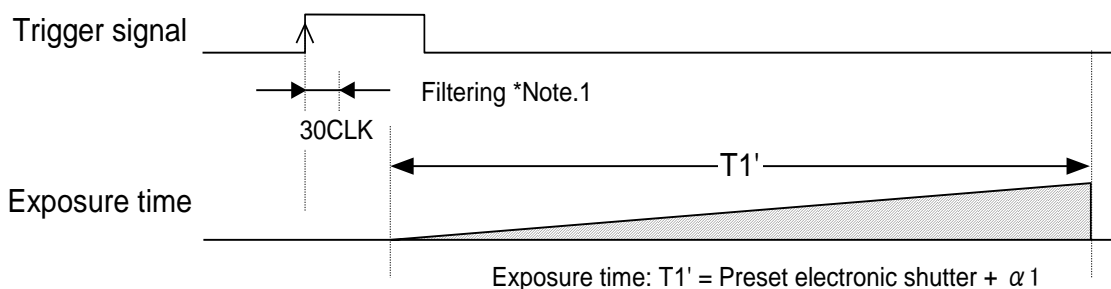 Trigger signal
Filtering *Note.1
30CLK
T1'
Exposure time
Exposure time: T1' = Preset electronic shutter + α1